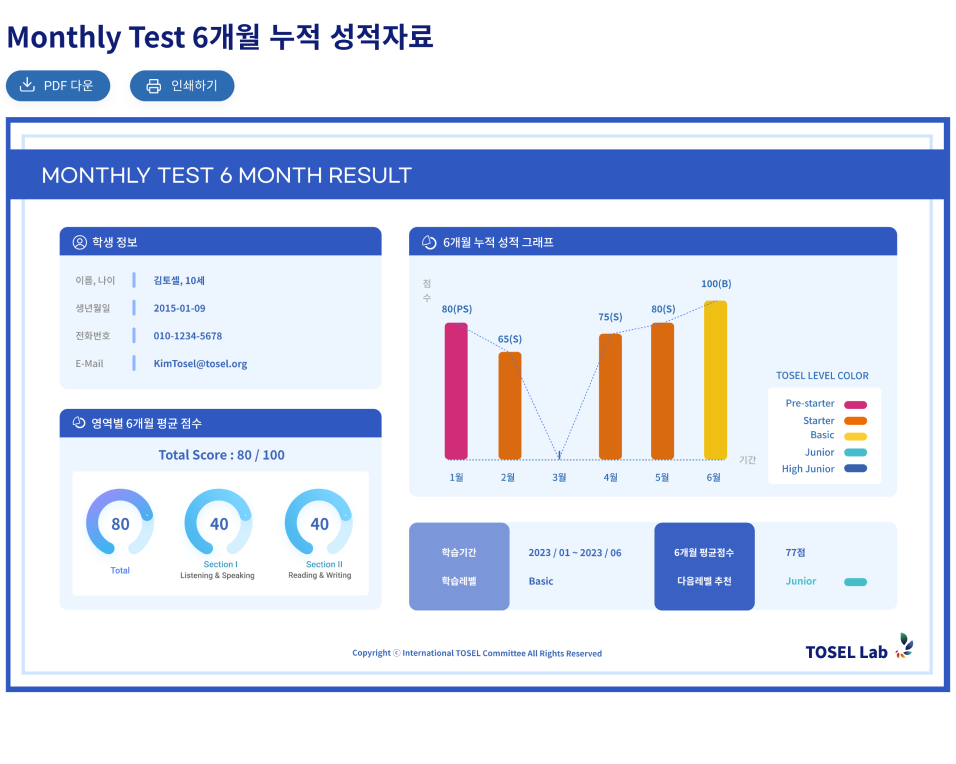 Monthly Test 6개월 누적 성적자료
PDF 다운
인쇄하기
MONTHLY TEST 6 MONTH RESULT
학생 정보
이름, 나이 김토셀, 10세
생년월일 2015-01-09
전화번호 010-1234-5678
E-Mail KimTosel@tosel.org
영역별 6개월 평균 점수
Total Score : 80 / 100
80 40 40
Total
Section I
Listening & Speaking
Section II
Reading & Writing
6개월 누적 성적 그래프
점
수
80(PS)
65(S)
75(S)
80(S)
100(B)
1월 2월 3월 4월 5월 6월
기간
TOSEL LEVEL COLOR
Pre-starter
Starter
Basic
Junior
High Junior
학습기간 2023 / 01 ~ 2023 / 06
학습레벨 Basic
6개월 평균점수 77점
다음레벨 추천 Junior
Copyright ⓒ International TOSEL Committee All Rights Reserved
TOSEL Lab